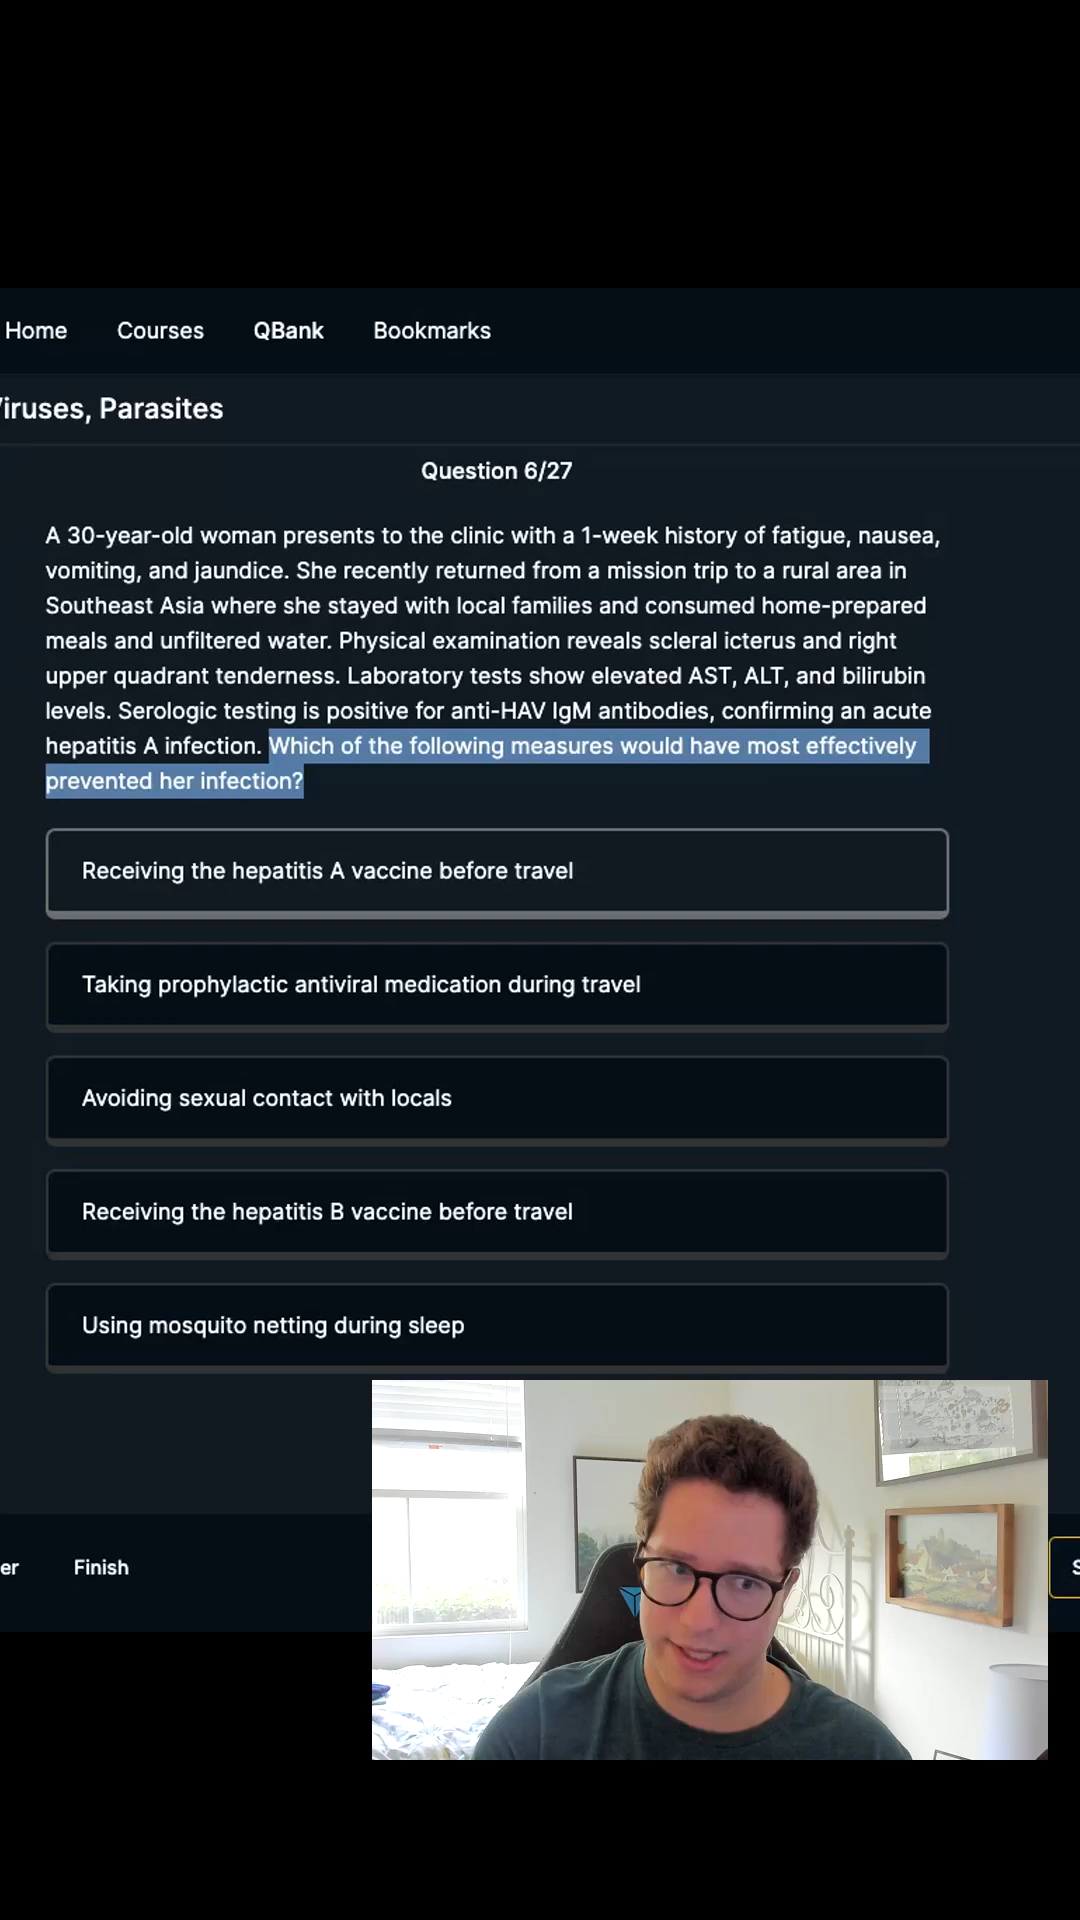 Home Courses QBank Bookmarks
iruses, Parasites
Question 6/27
A 30-year-old woman presents to the clinic with a 1-week history of fatigue, nausea,
vomiting, and jaundice. She recently returned from a mission trip to a rural area in
Southeast Asia where she stayed with local families and consumed home-prepared
meals and unfiltered water. Physical examination reveals scleral icterus and right
upper quadrant tenderness. Laboratory tests show elevated AST, ALT, and bilirubin
levels. Serologic testing is positive for anti-HAV IgM antibodies, confirming an acute
hepatitis A infection. Which of the following measures would have most effectively
prevented her infection?
Receiving the hepatitis A vaccine before travel
Taking prophylactic antiviral medication during travel
Avoiding sexual contact with locals
Receiving the hepatitis B vaccine before travel
Using mosquito netting during sleep
er Finish S